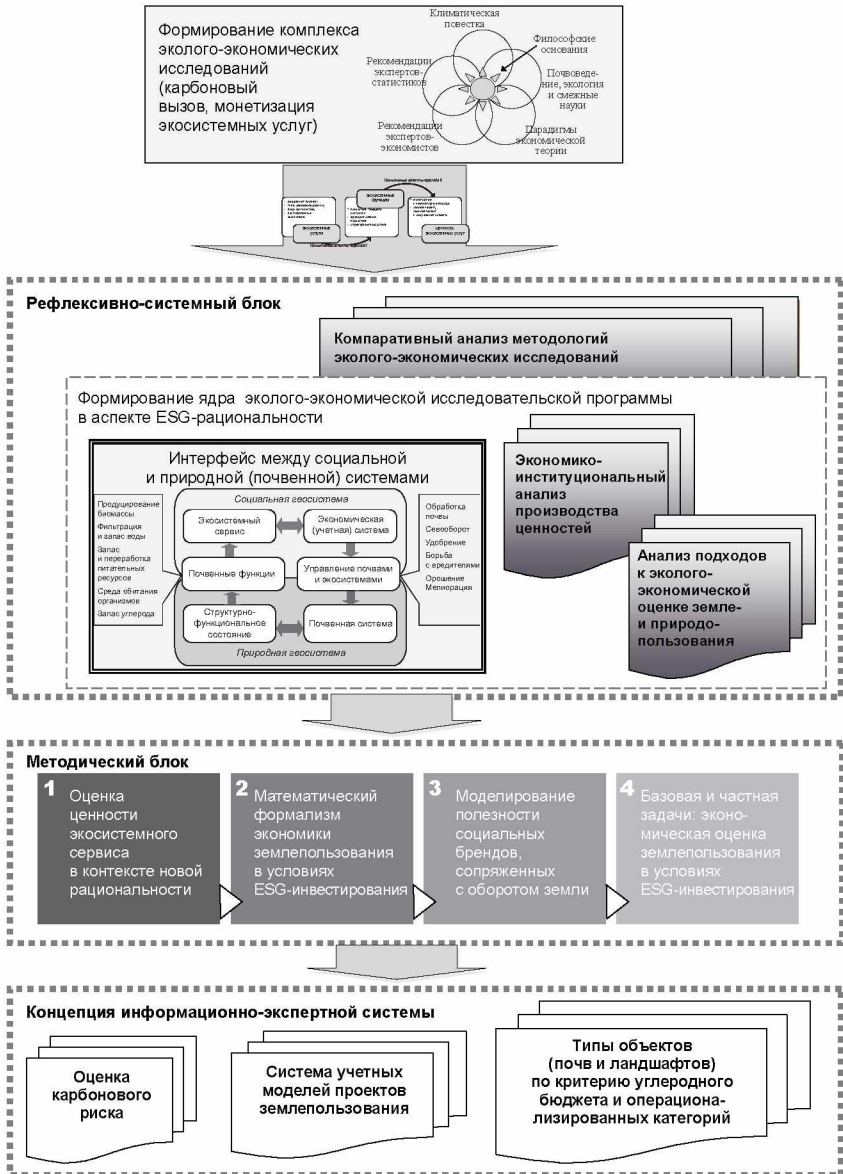 Формирование комплекса
эколого-экономических
исследований
(карбоновый
вызов, монетизация
экосистемных услуг)
Климатическая
повестка
Философские
основания
Рекомендации
экспертов-
статистиков
Почвоведе-
ние, экология
и смежные
науки
Рекомендации
экспертов-
экономистов
Парадигмы
экономической
теории
экосистемные
функции
экосистемные
услуги
ценность
экосистемных услуг
Рефлексивно-системный блок
Компаративный анализ методологий
эколого-экономических исследований
Формирование ядра эколого-экономической исследовательской программы
в аспекте ESG-рациональности
Интерфейс между социальной
и природной (почвенной) системами
Продуцирование
биомассы
Фильтрация
и запас воды
Запас
и переработка
питательных
ресурсов
Среда обитания
организмов
Запас углерода
Социальная геосистема
Экосистемный
сервис
Экономическая
(учетная) система
Почвенные функции
Управление почвами
и экосистемами
Структурно-
функциональное
состояние
Почвенная система
Природная геосистема
Обработка
почвы
Севооборот
Удобрение
Борьба
с вредителями
Орошение
Мелиорация
Экономико-
институциональный
анализ
производства
ценностей
Анализ подходов
к эколого-
экономической
оценке земле-
и природо-
пользования
Методический блок
1 Оценка
ценности
экосистемного
сервиса
в контексте новой
рациональности
2 Математический
формализм
экономики
землепользования
в условиях
ESG-инвестирования
3 Моделирование
полезности
социальных
брендов,
сопряженных
с оборотом земли
4 Базовая и частная
задачи: эконо-
мическая оценка
землепользования
в условиях
ESG-инвестирования
Концепция информационно-экспертной системы
Оценка
карбонового
риска
Система учетных
моделей проектов
землепользования
Типы объектов
(почв и ландшафтов)
по критерию углеродного
бюджета и операциона-
лизированных категорий